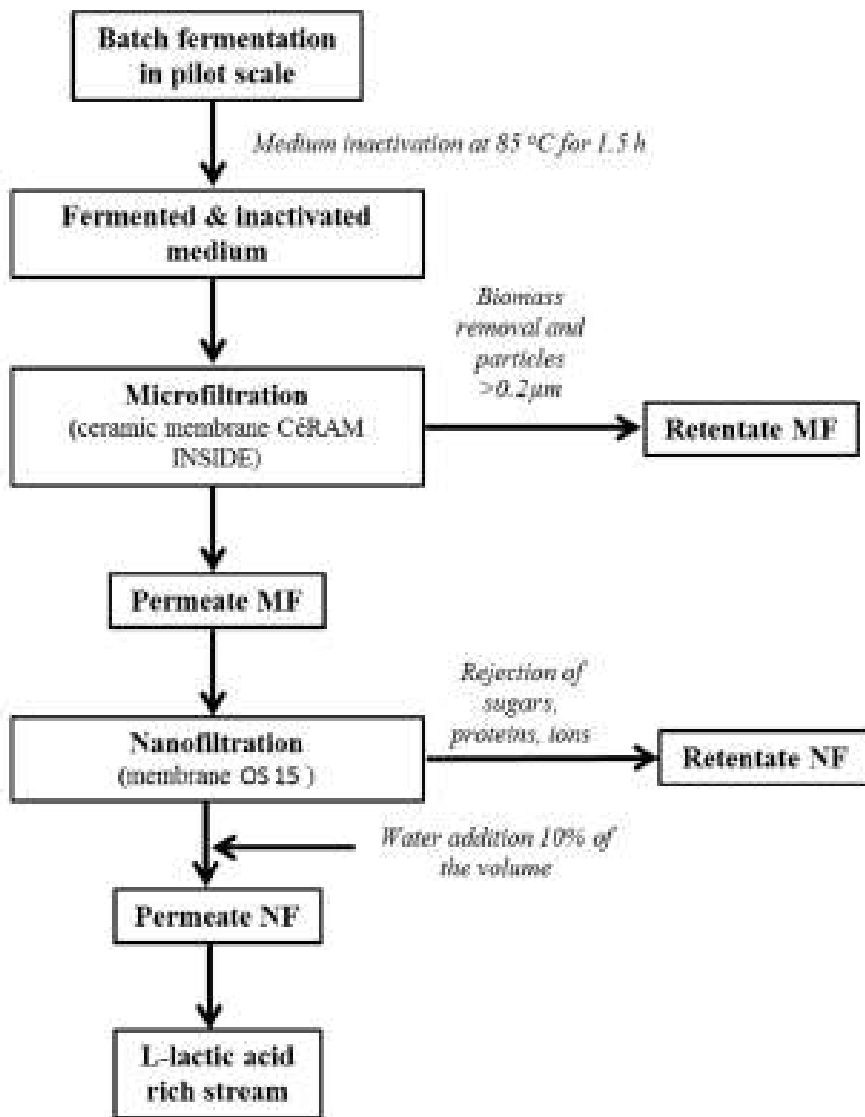 Batch fermentation
in pilot scale
Medium inactivation at 85 °C for 1.5 h
Fermented & inactivated
medium
Biomass
removal and
particles
>0.2μm
Microfiltration
(ceramic membrane CéRAM
INSIDE)
Retentate MF
Permeate MF
Rejection of
sugars,
proteins, ions
Nanofiltration
(membrane OS 15 )
Retentate NF
Water addition 10% of
the volume
Permeate NF
L-lactic acid
rich stream